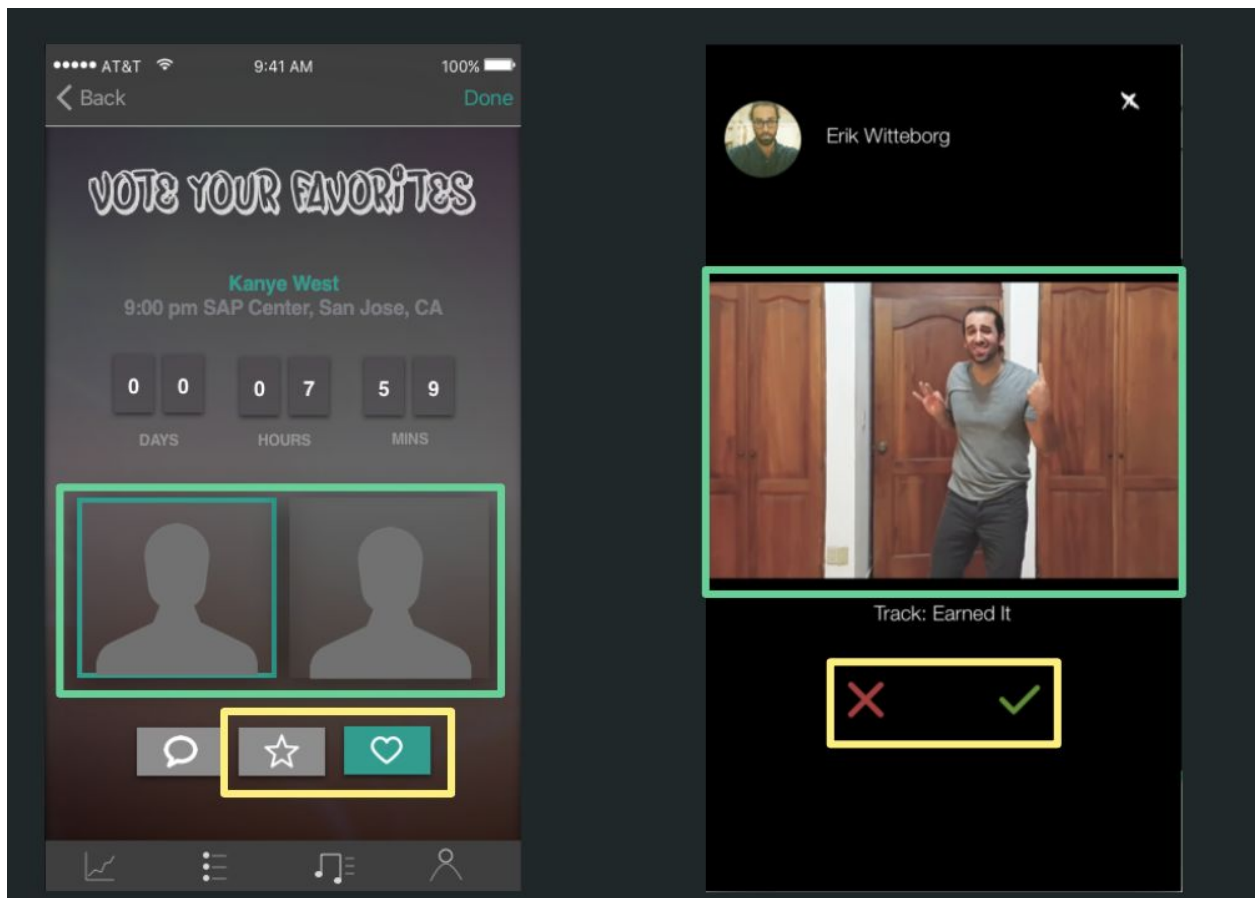 AT&T 9:41 AM 100%
Back Done
VOTE YOUR FAVORITES
Kanye West
9:00 pm SAP Center, San Jose, CA
0 0 0 7 5 9
DAYS HOURS MINS
Erik Witteborg
Track: Earned It